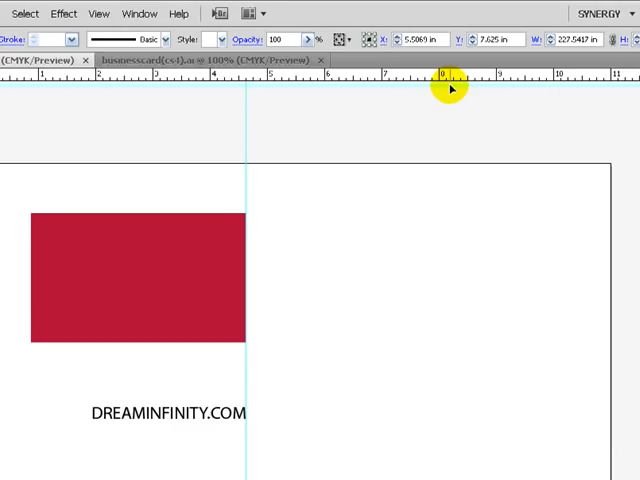 Select Effect View Window Help Br SYNERGY
Stroke: Basic Style: Opacity: 100 % X: 5.5069 in Y: 7.625 in W: 227.5417 in H:
(CMYK/Preview) × businesscard(cs4).ai @ 100% (CMYK/Preview) ×
1 2 3 4 5 6 7 8 9 10 11
DREAMINFINITY.COM